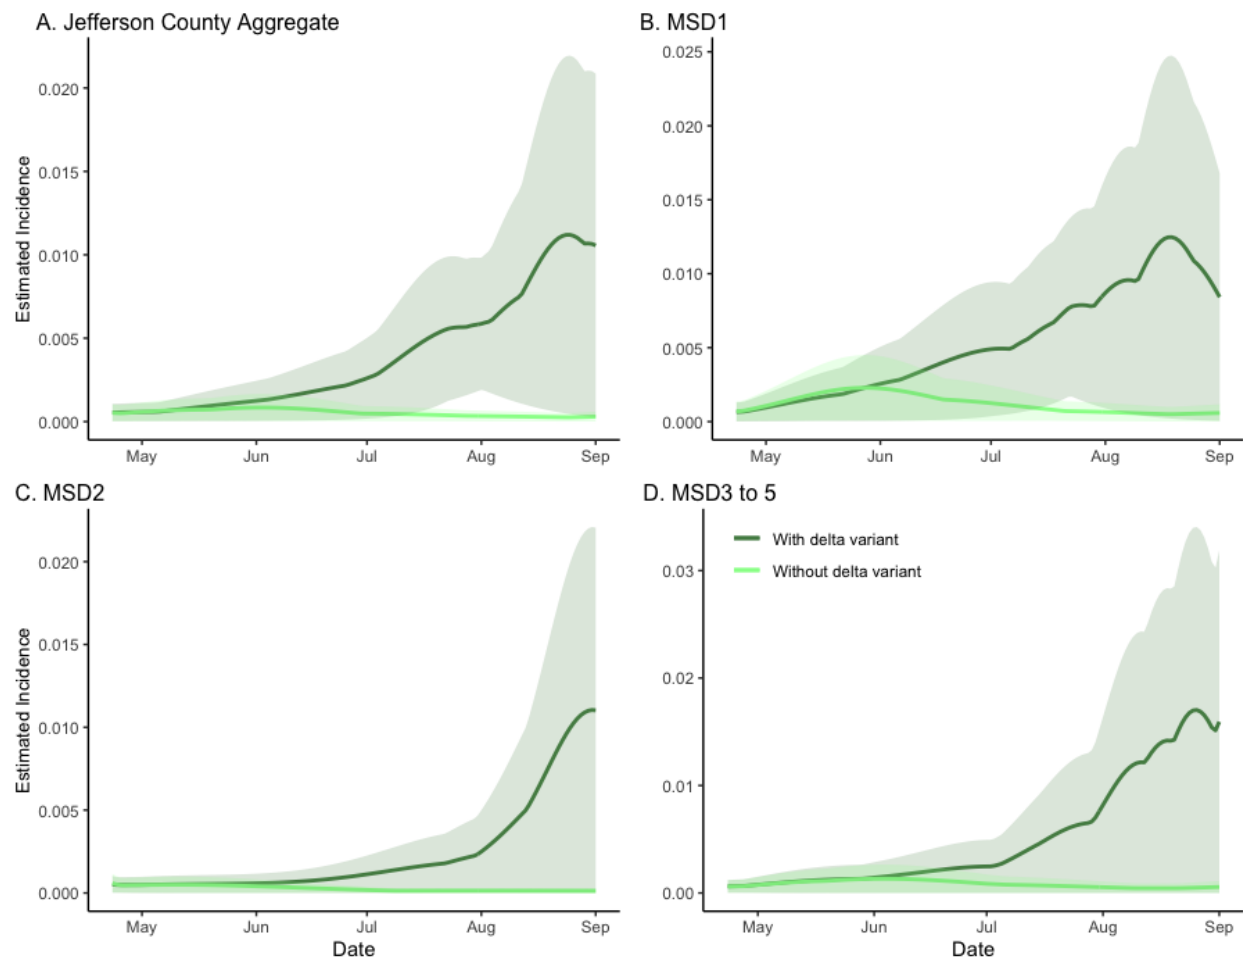 A. Jefferson County Aggregate
Estimated Incidence
0.020
0.015
0.010
0.005
0.000
May Jun Jul Aug Sep
B. MSD1
0.025
0.020
0.015
0.010
0.005
0.000
May Jun Jul Aug Sep
C. MSD2
Estimated Incidence
0.020
0.015
0.010
0.005
0.000
May Jun Jul Aug Sep
Date
D. MSD3 to 5
With delta variant
Without delta variant
0.03
0.02
0.01
0.00
May Jun Jul Aug Sep
Date